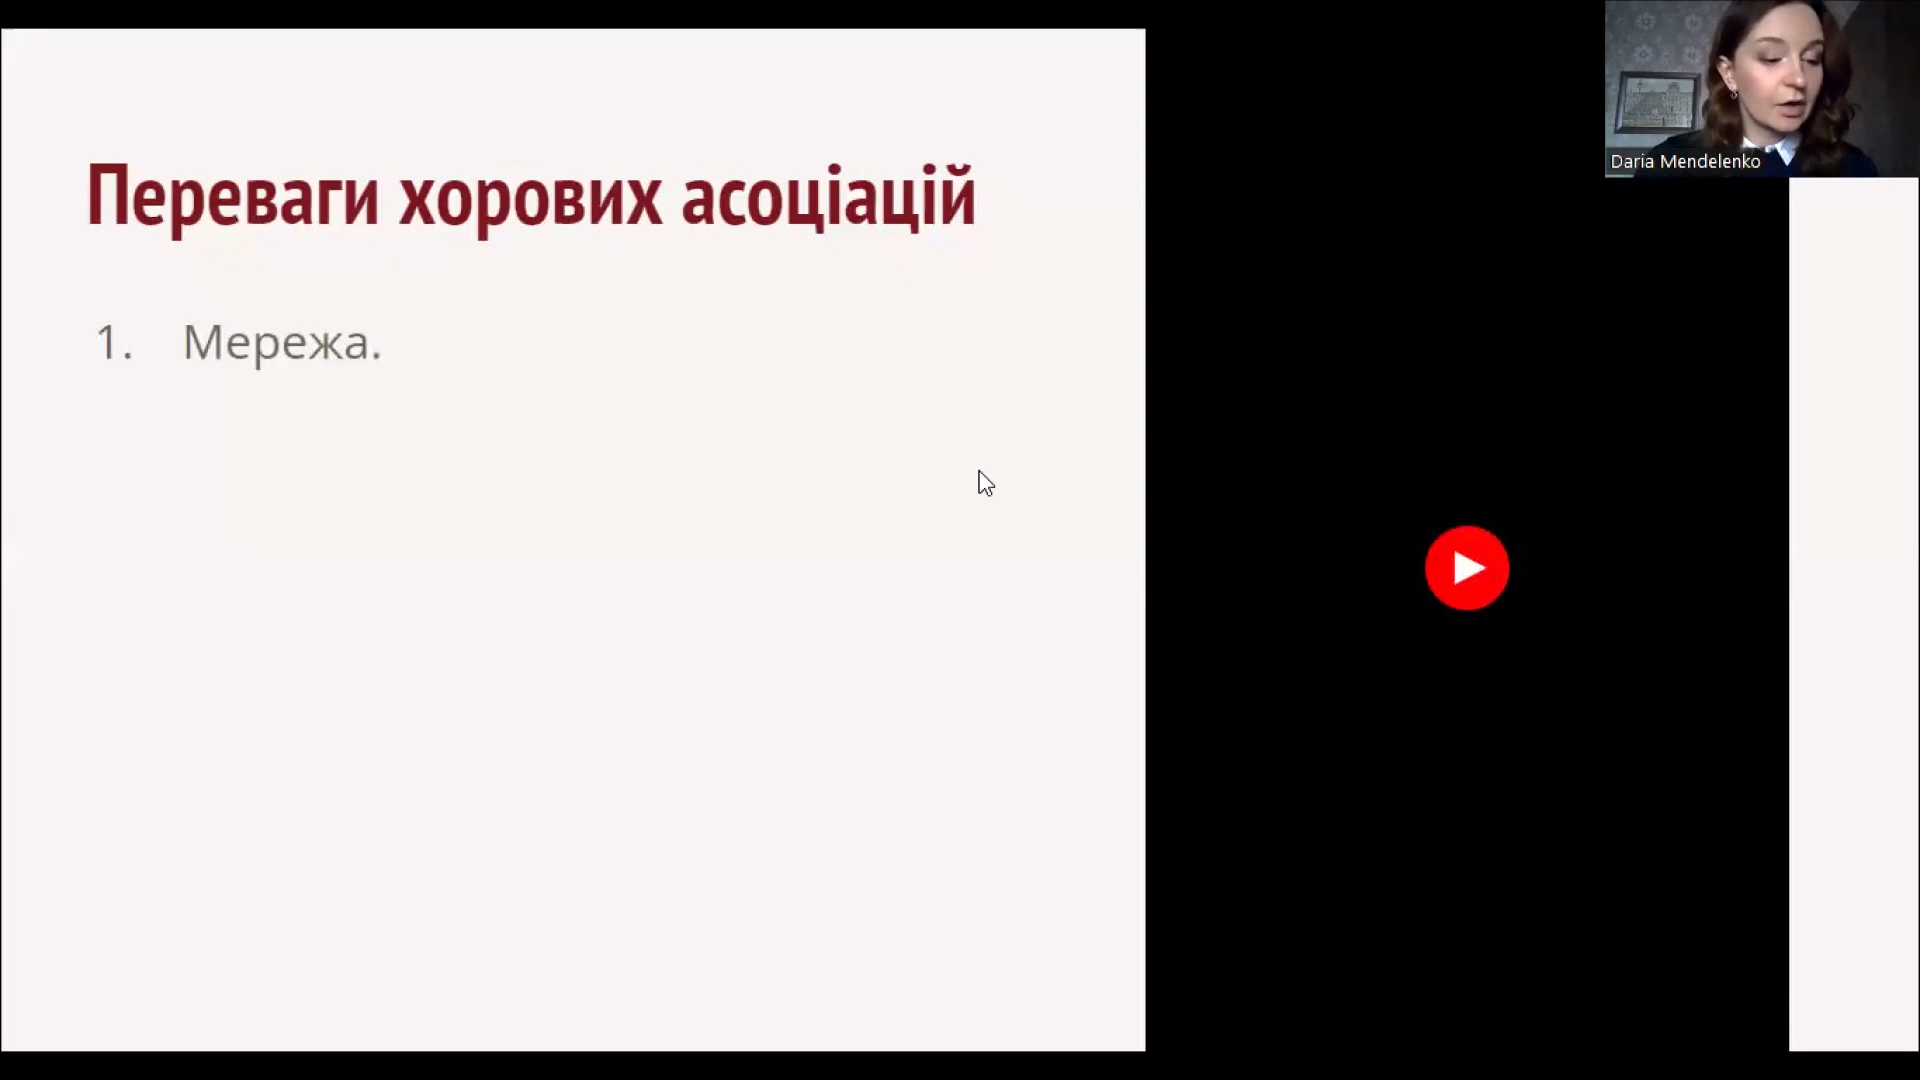 Переваги хорових асоціацій
1. Мережа.
Daria Mendelenko